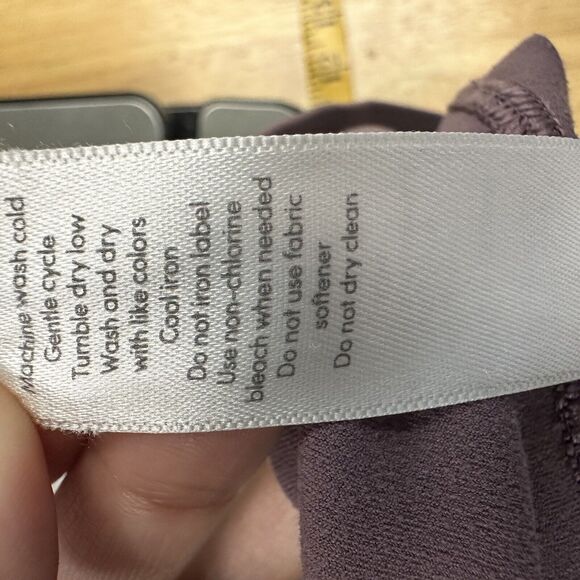 Machine wash cold
Gentle cycle
Tumble dry low
Wash and dry
with like colors
Cool iron
Do not iron label
Use non-chlorine
bleach when needed
Do not use fabric
softener
Do not dry clean